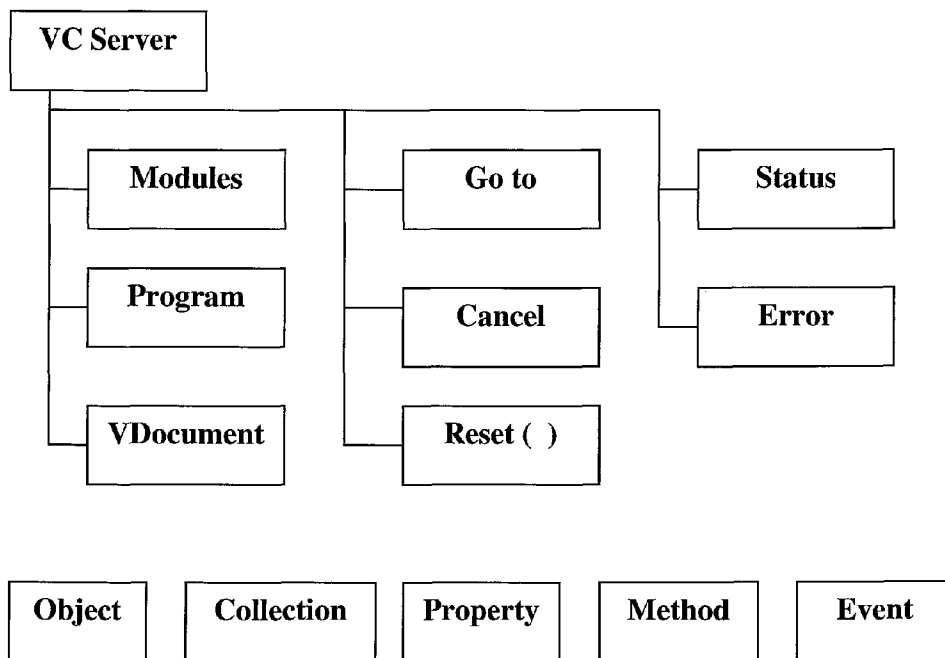 VC Server
Modules
Go to
Status
Program
Cancel
Error
VDocument
Reset ( )
Object
Collection
Property
Method
Event